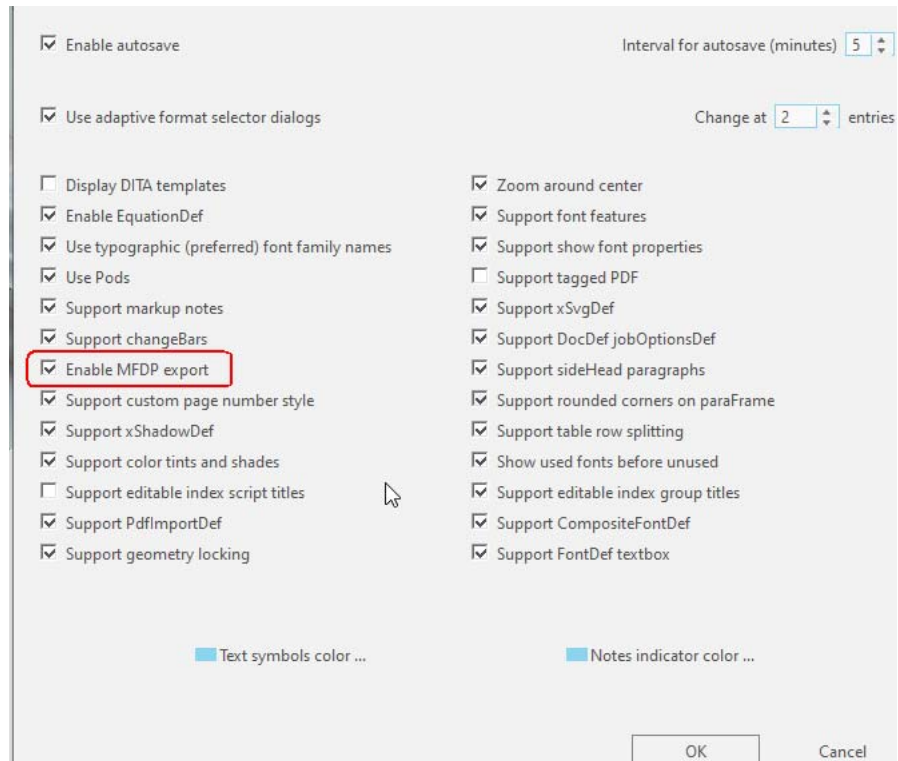 Enable autosave Interval for autosave (minutes) 5
Use adaptive format selector dialogs Change at 2 entries
Display DITA templates
Enable EquationDef
Use typographic (preferred) font family names
Use Pods
Support markup notes
Support changeBars
Enable MFDP export
Support custom page number style
Support xShadowDef
Support color tints and shades
Support editable index script titles
Support PdfImportDef
Support geometry locking
Zoom around center
Support font features
Support show font properties
Support tagged PDF
Support xSvgDef
Support DocDef jobOptionsDef
Support sideHead paragraphs
Support rounded corners on paraFrame
Support table row splitting
Show used fonts before unused
Support editable index group titles
Support CompositeFontDef
Support FontDef textbox
Text symbols color ... Notes indicator color ...
OK Cancel